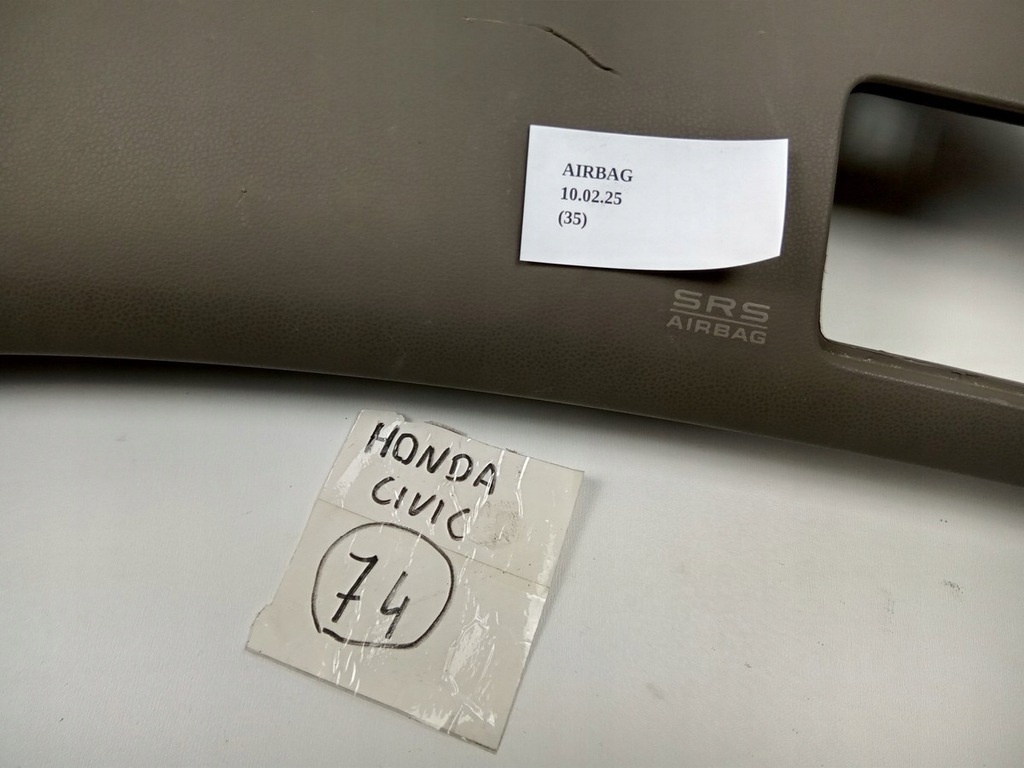 AIRBAG
10.02.25
(35)
SRS
AIRBAG
HONDA
CIVIC
74